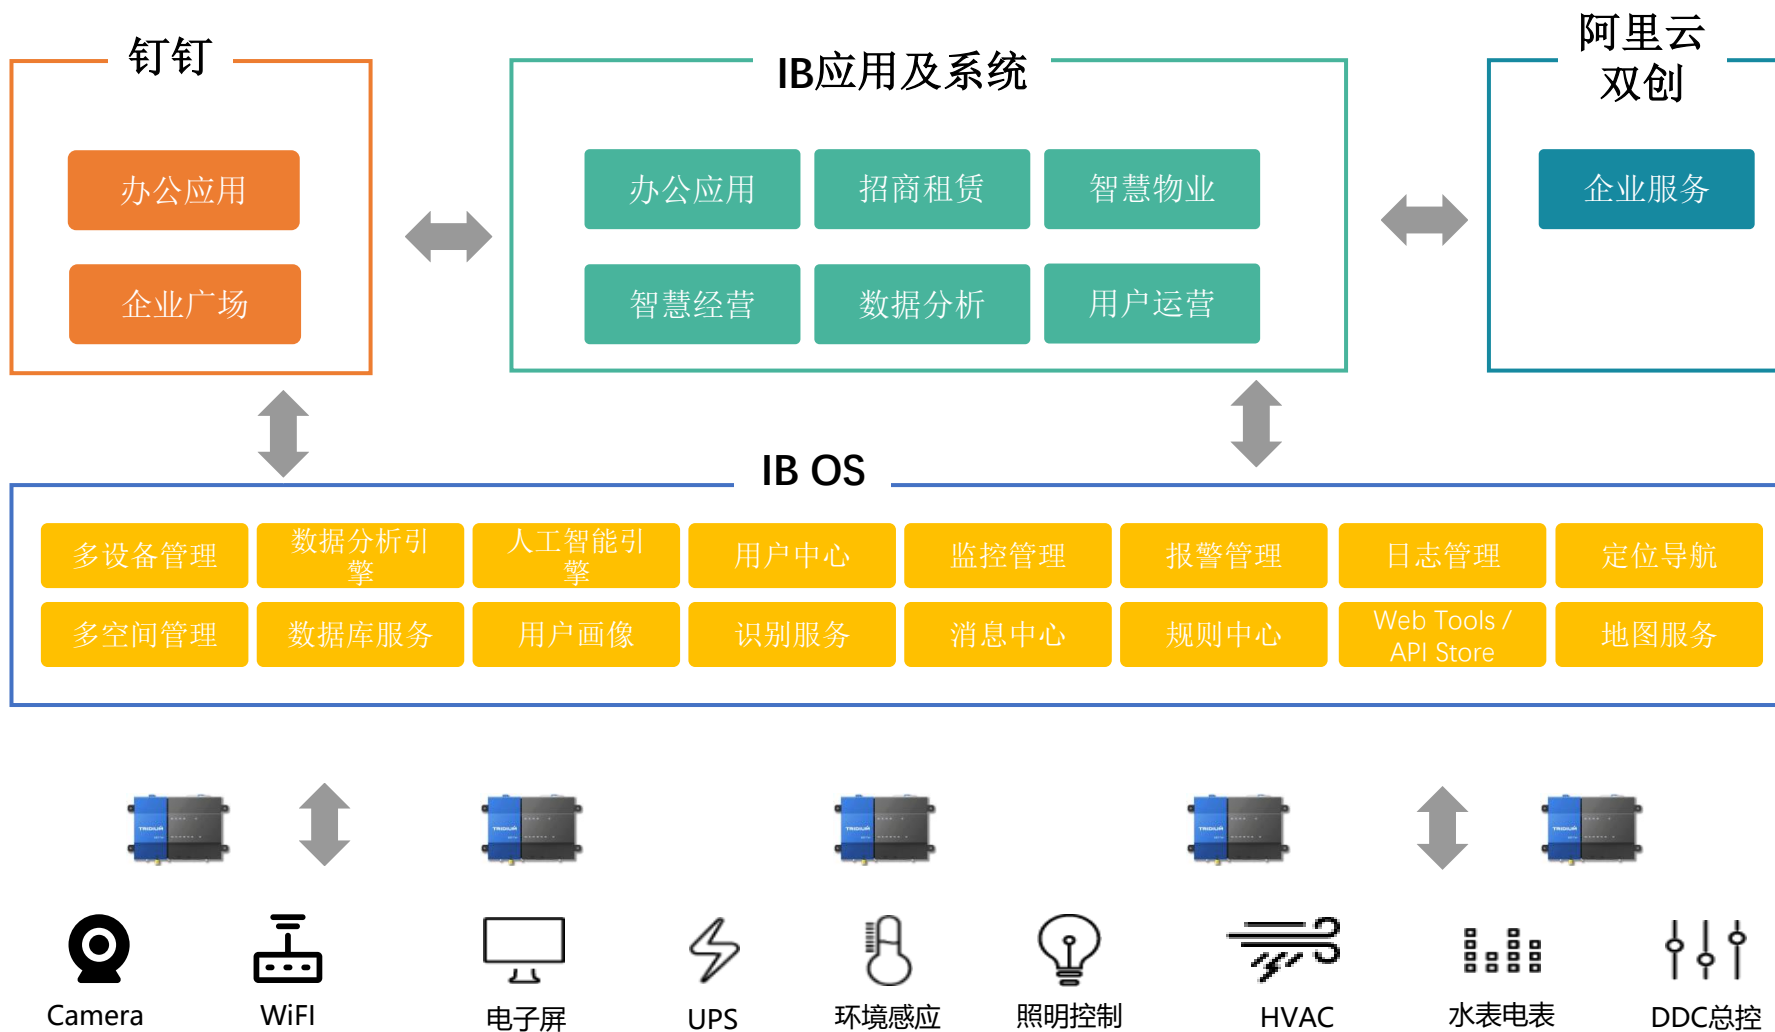 钉钉
IB应用及系统
阿里云
双创
办公应用
企业广场
办公应用
招商租赁
智慧物业
智慧经营
数据分析
用户运营
企业服务
IB OS
多设备管理
数据分析引
擎
人工智能引
擎
用户中心
监控管理
报警管理
日志管理
定位导航
多空间管理
数据库服务
用户画像
识别服务
消息中心
规则中心
Web Tools /
API Store
地图服务
TRIDIUM
TRIDIUM
TRIDIUM
TRIDIUM
TRIDIUM
Camera
WiFI
电子屏
UPS
环境感应
照明控制
HVAC
水表电表
DDC总控